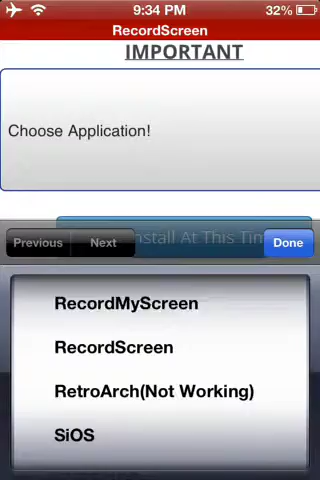 9:34 PM
32%
RecordScreen
IMPORTANT
Choose Application!
Install At This Tim
Previous
Next
Done
RecordMyScreen
RecordScreen
RetroArch(Not Working)
SiOS